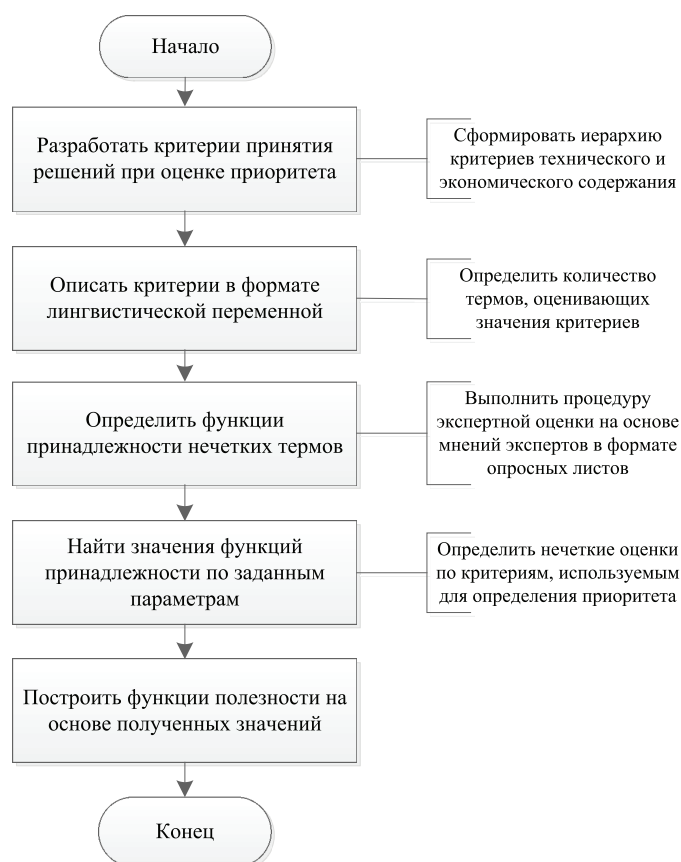 Начало
Разработать критерии принятия
решений при оценке приоритета
Сформировать иерархию
критериев технического и
экономического содержания
Описать критерии в формате
лингвистической переменной
Определить количество
термов, оценивающих
значения критериев
Определить функции
принадлежности нечетких термов
Выполнить процедуру
экспертной оценки на основе
мнений экспертов в формате
опросных листов
Найти значения функций
принадлежности по заданным
параметрам
Определить нечеткие оценки
по критериям, используемым
для определения приоритета
Построить функции полезности на
основе полученных значений
Конец